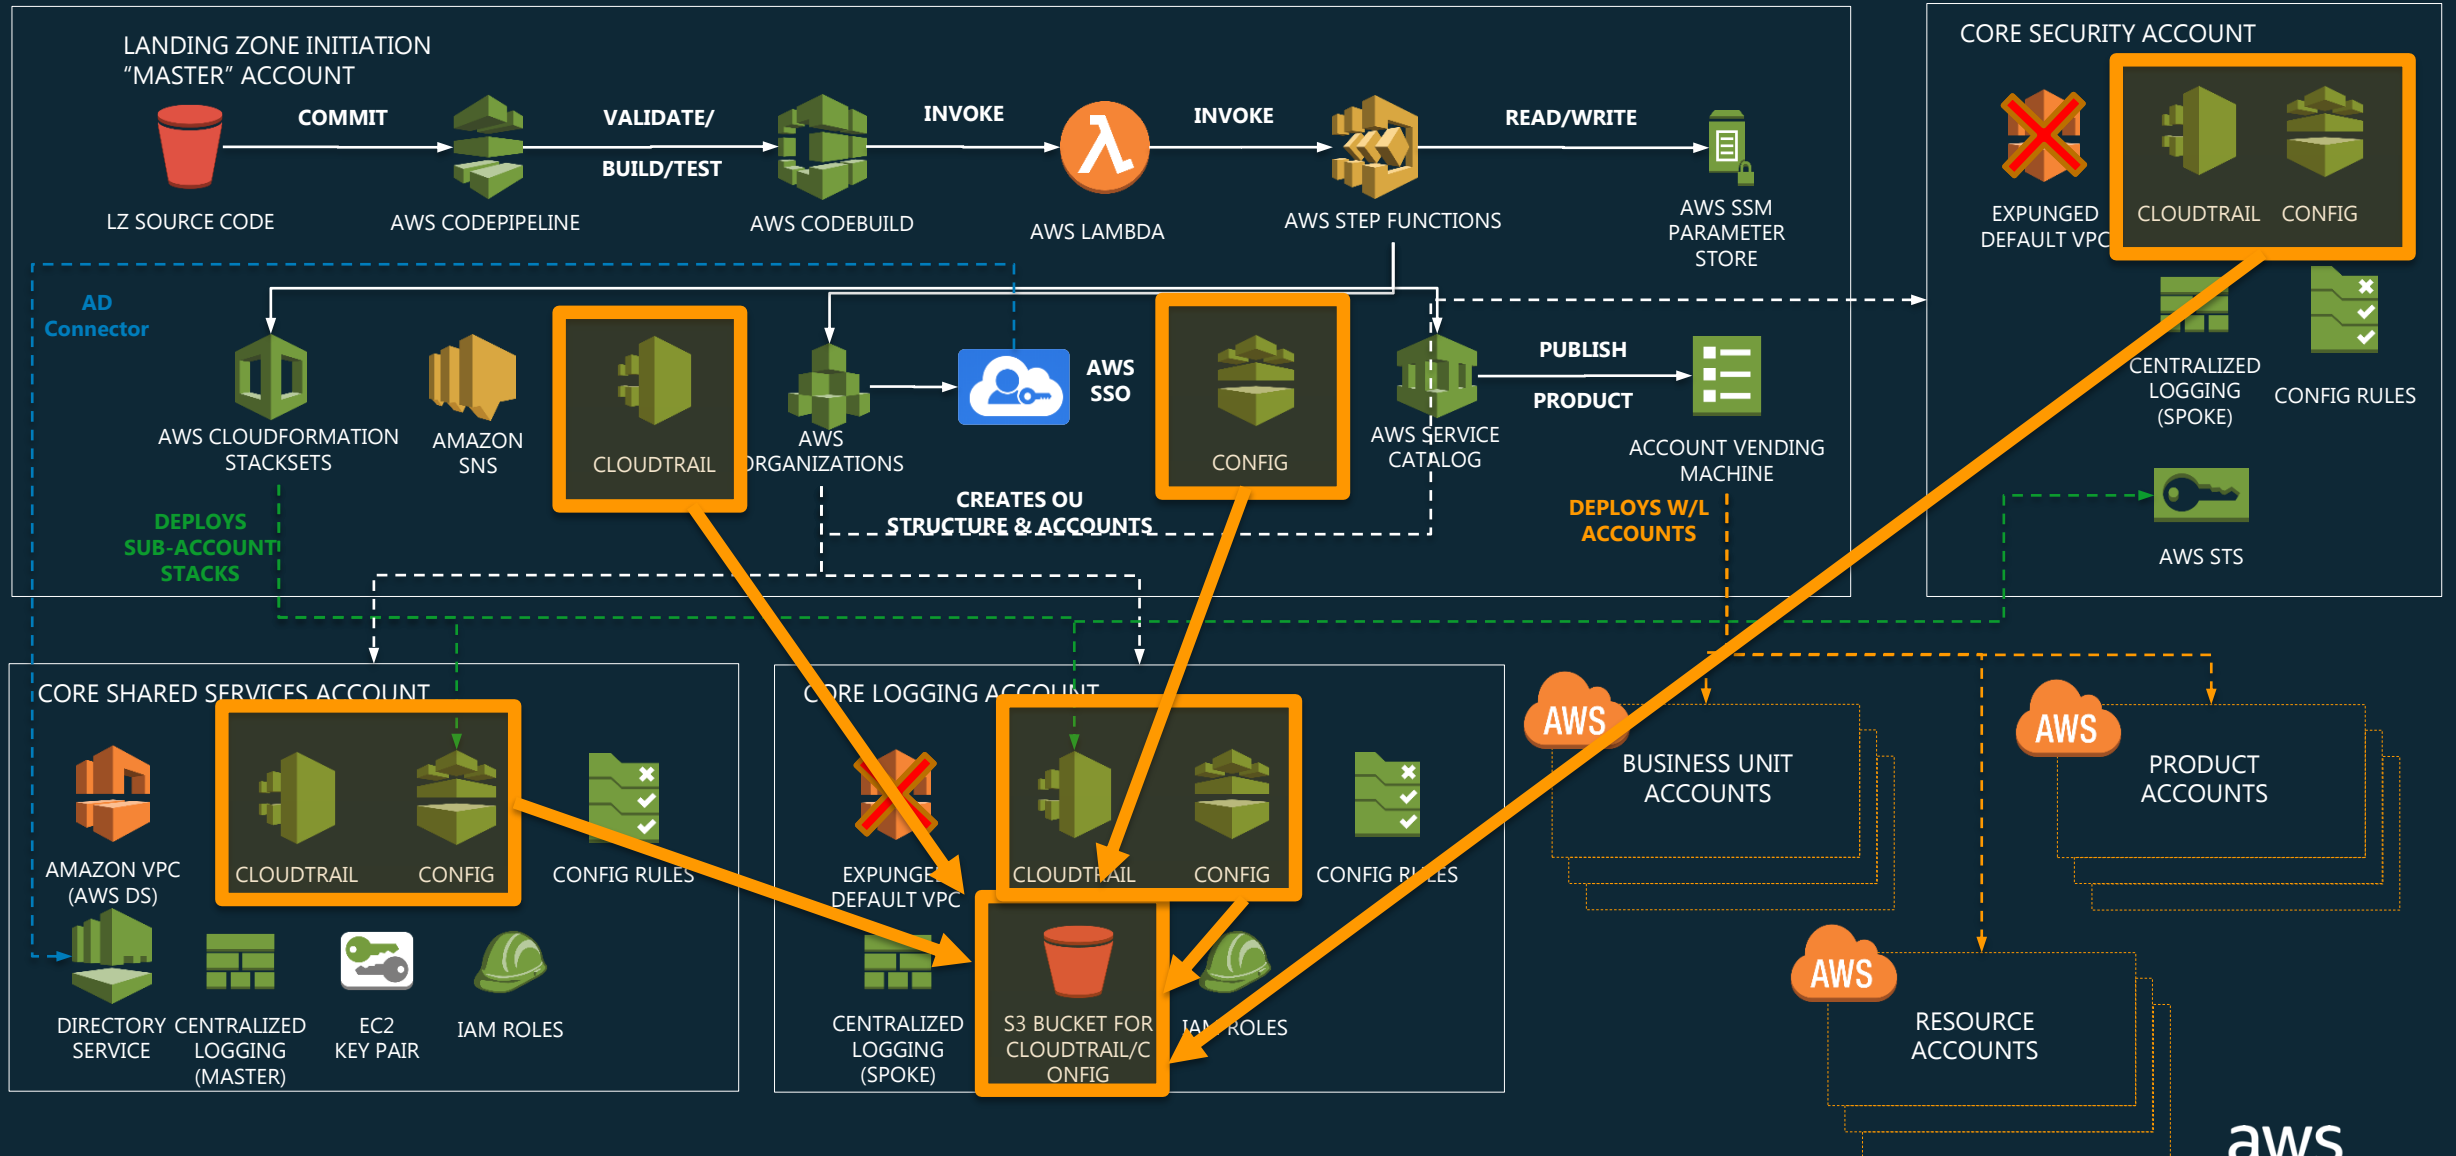 LANDING ZONE INITIATION
“MASTER” ACCOUNT
COMMIT
VALIDATE/
BUILD/TEST
INVOKE
INVOKE
READ/WRITE
LZ SOURCE CODE
AWS CODEPIPELINE
AWS CODEBUILD
AWS LAMBDA
AWS STEP FUNCTIONS
AWS SSM
PARAMETER
STORE
AD
Connector
AWS CLOUDFORMATION
STACKSETS
AMAZON
SNS
CLOUDTRAIL
AWS
ORGANIZATIONS
AWS
SSO
CONFIG
AWS SERVICE
CATALOG
PUBLISH
PRODUCT
ACCOUNT VENDING
MACHINE
DEPLOYS
SUB-ACCOUNT
STACKS
CREATES OU
STRUCTURE & ACCOUNTS
DEPLOYS W/L
ACCOUNTS
CORE SECURITY ACCOUNT
EXPUNGED
DEFAULT VPC
CLOUDTRAIL
CONFIG
CENTRALIZED
LOGGING
(SPOKE)
CONFIG RULES
AWS STS
CORE SHARED SERVICES ACCOUNT
AMAZON VPC
(AWS DS)
CLOUDTRAIL
CONFIG
CONFIG RULES
DIRECTORY
SERVICE
CENTRALIZED
LOGGING
(MASTER)
EC2
KEY PAIR
IAM ROLES
CORE LOGGING ACCOUNT
EXPUNGED
DEFAULT VPC
CLOUDTRAIL
CONFIG
CONFIG RULES
CENTRALIZED
LOGGING
(SPOKE)
S3 BUCKET FOR
CLOUDTRAIL/C
ONFIG
IAM ROLES
AWS
BUSINESS UNIT
ACCOUNTS
AWS
PRODUCT
ACCOUNTS
AWS
RESOURCE
ACCOUNTS
aws